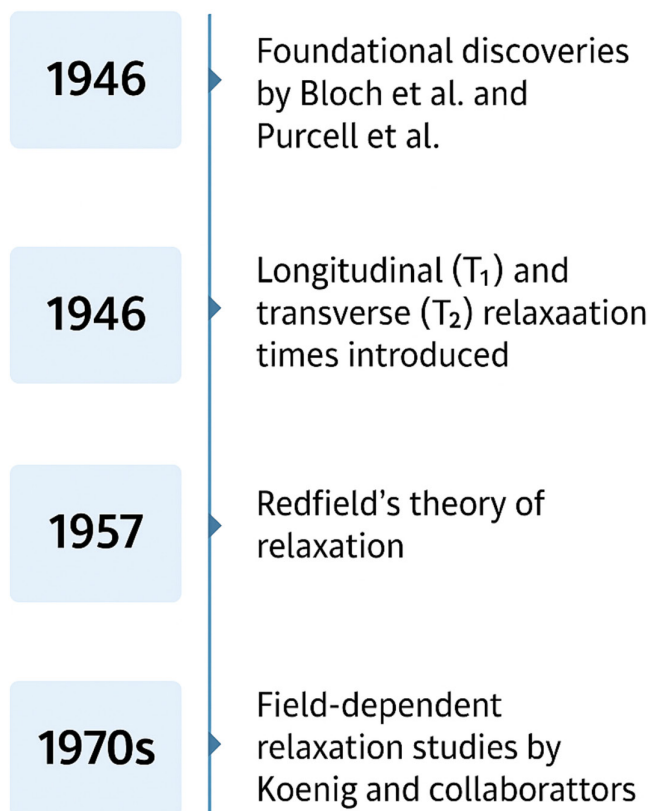 1946
Foundational discoveries
by Bloch et al. and
Purcell et al.
1946
Longitudinal (T₁) and
transverse (T₂) relaxaation
times introduced
1957
Redfield’s theory of
relaxation
1970s
Field-dependent
relaxation studies by
Koenig and collaborattors